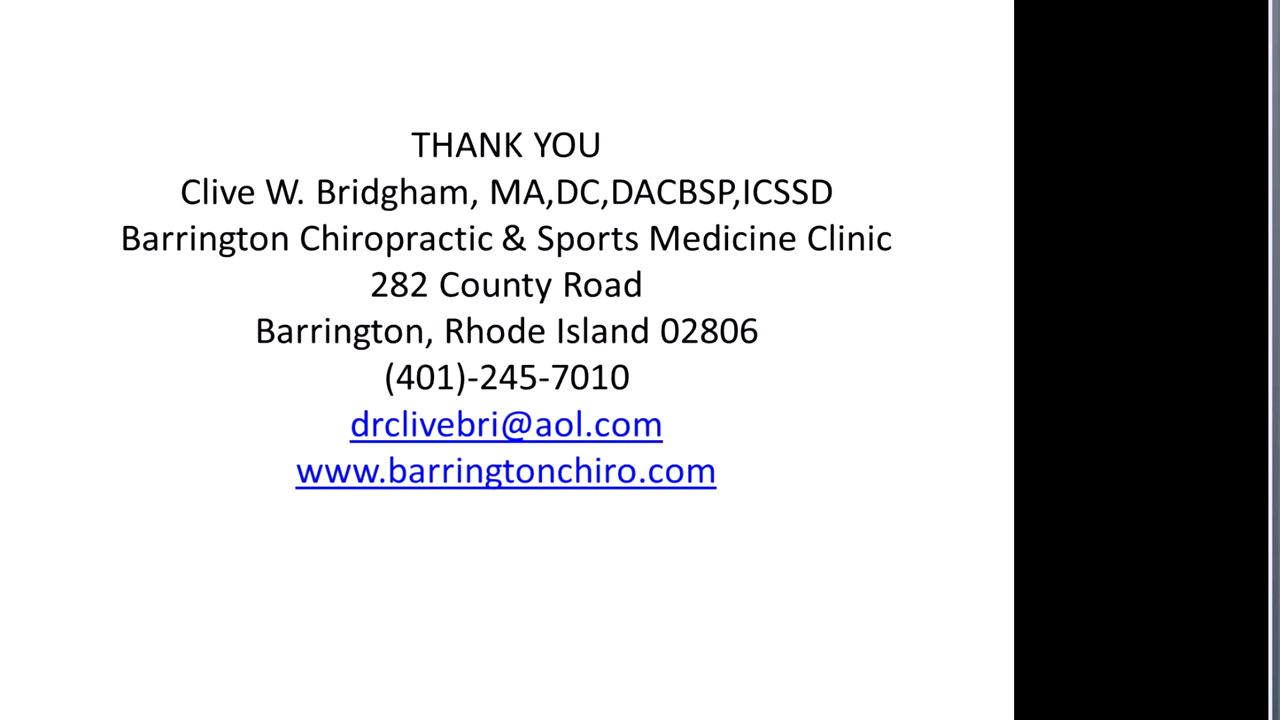 THANK YOU
Clive W. Bridgham, MA,DC,DACBSP,ICSSD
Barrington Chiropractic & Sports Medicine Clinic
282 County Road
Barrington, Rhode Island 02806
(401)-245-7010
drclivebri@aol.com
www.barringtonchiro.com